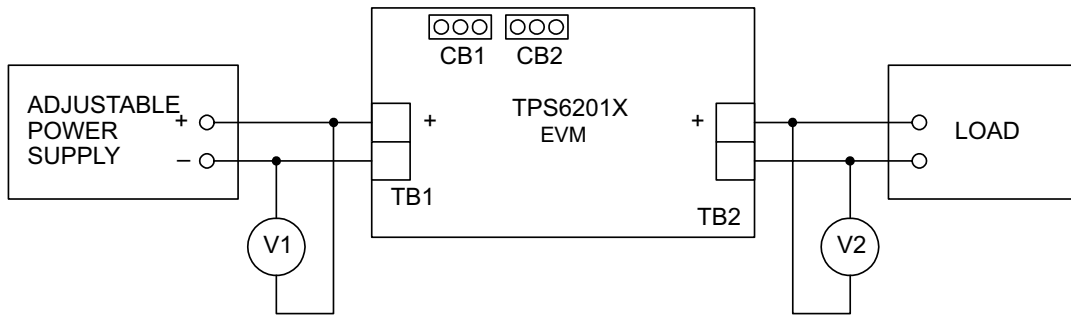 CB1 CB2
ADJUSTABLE
POWER
SUPPLY
+
−
+
TPS6201X
EVM
+
LOAD
TB1
TB2
V1
V2